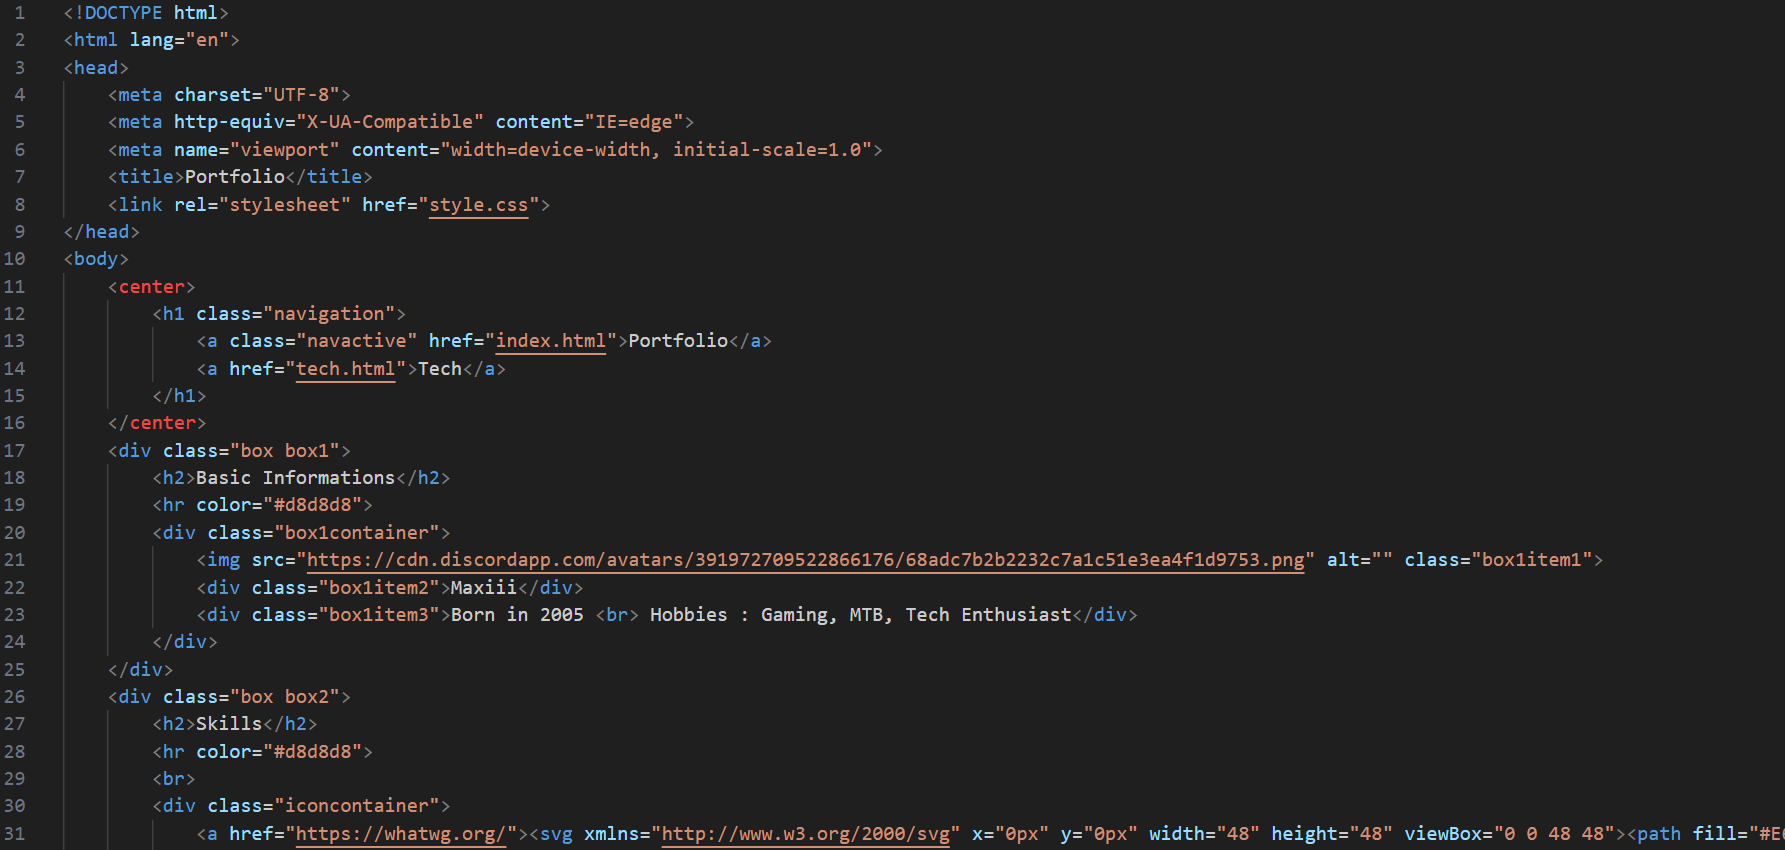 1 <!DOCTYPE html>
2 <html lang="en">
3 <head>
4     <meta charset="UTF-8">
5     <meta http-equiv="X-UA-Compatible" content="IE=edge">
6     <meta name="viewport" content="width=device-width, initial-scale=1.0">
7     <title>Portfolio</title>
8     <link rel="stylesheet" href="style.css">
9 </head>
10 <body>
11     <center>
12         <h1 class="navigation">
13             <a class="navactive" href="index.html">Portfolio</a>
14             <a href="tech.html">Tech</a>
15         </h1>
16     </center>
17     <div class="box box1">
18         <h2>Basic Informations</h2>
19         <hr color="#d8d8d8">
20         <div class="box1container">
21             <img src="https://cdn.discordapp.com/avatars/391972709522866176/68adc7b2b2232c7a1c51e3ea4f1d9753.png" alt="" class="box1item1">
22             <div class="box1item2">Maxiii</div>
23             <div class="box1item3">Born in 2005 <br> Hobbies : Gaming, MTB, Tech Enthusiast</div>
24         </div>
25     </div>
26     <div class="box box2">
27         <h2>Skills</h2>
28         <hr color="#d8d8d8">
29         <br>
30         <div class="iconcontainer">
31             <a href="https://whatwg.org/"><svg xmlns="http://www.w3.org/2000/svg" x="0px" y="0px" width="48" height="48" viewBox="0 0 48 48"><path fill="#E